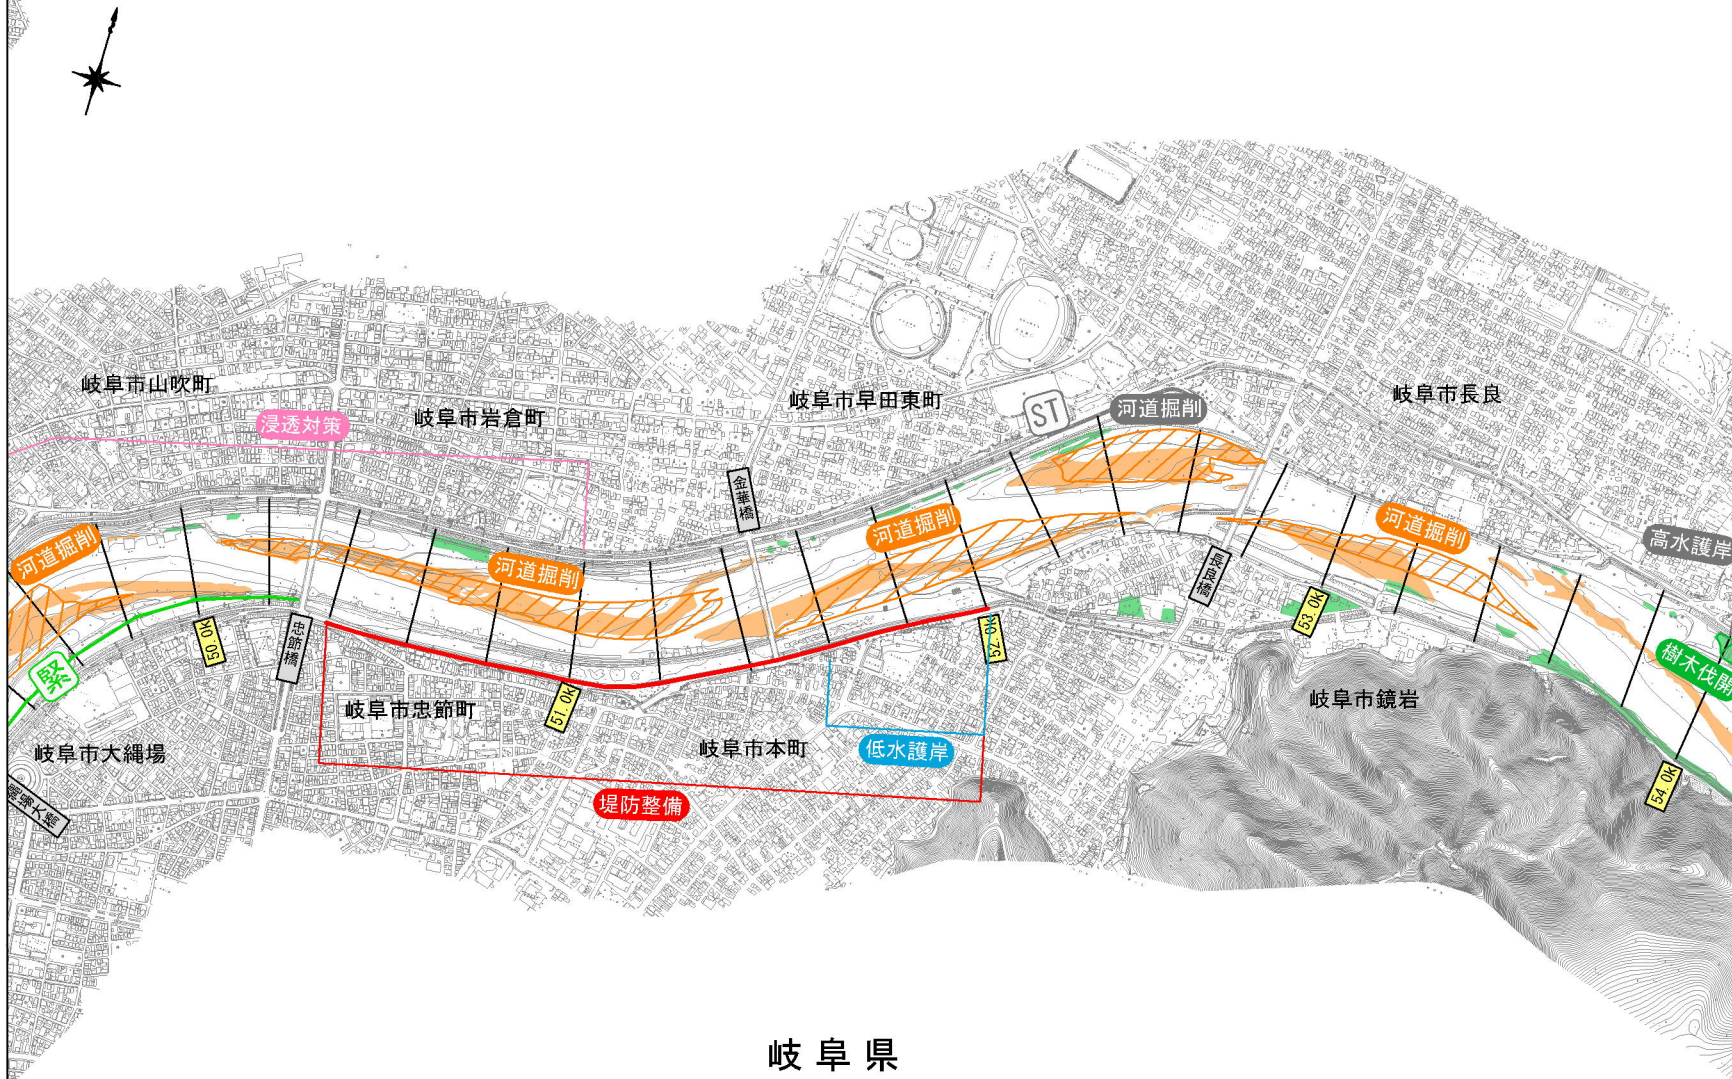 岐阜市山吹町
浸透対策
岐阜市岩倉町
岐阜市早田東町
ST
河道掘削
岐阜市長良
金華橋
河道掘削
河道掘削
河道掘削
河道掘削
高水護岸
長良橋
50.0K
忠節橋
52.0K
53.0K
緊
樹木伐開
51.0K
岐阜市忠節町
岐阜市本町
低水護岸
岐阜市鏡岩
岐阜市大縄場
54.0K
堤防整備
岐阜県